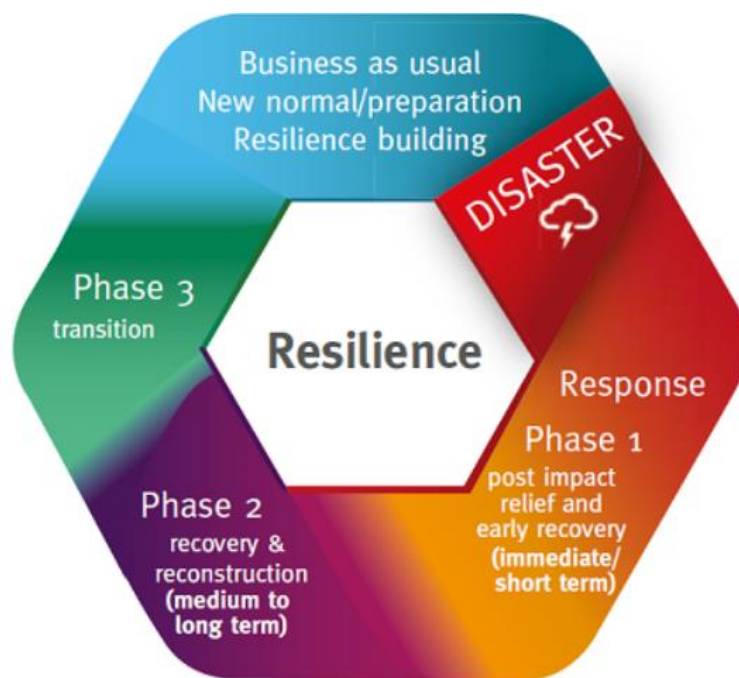 Business as usual
New normal/preparation
Resilience building
DISASTER
Resilience
Response
Phase 1
post impact
relief and
early recovery
(immediate/
short term)
Phase 2
recovery &
reconstruction
(medium to
long term)
Phase 3
transition